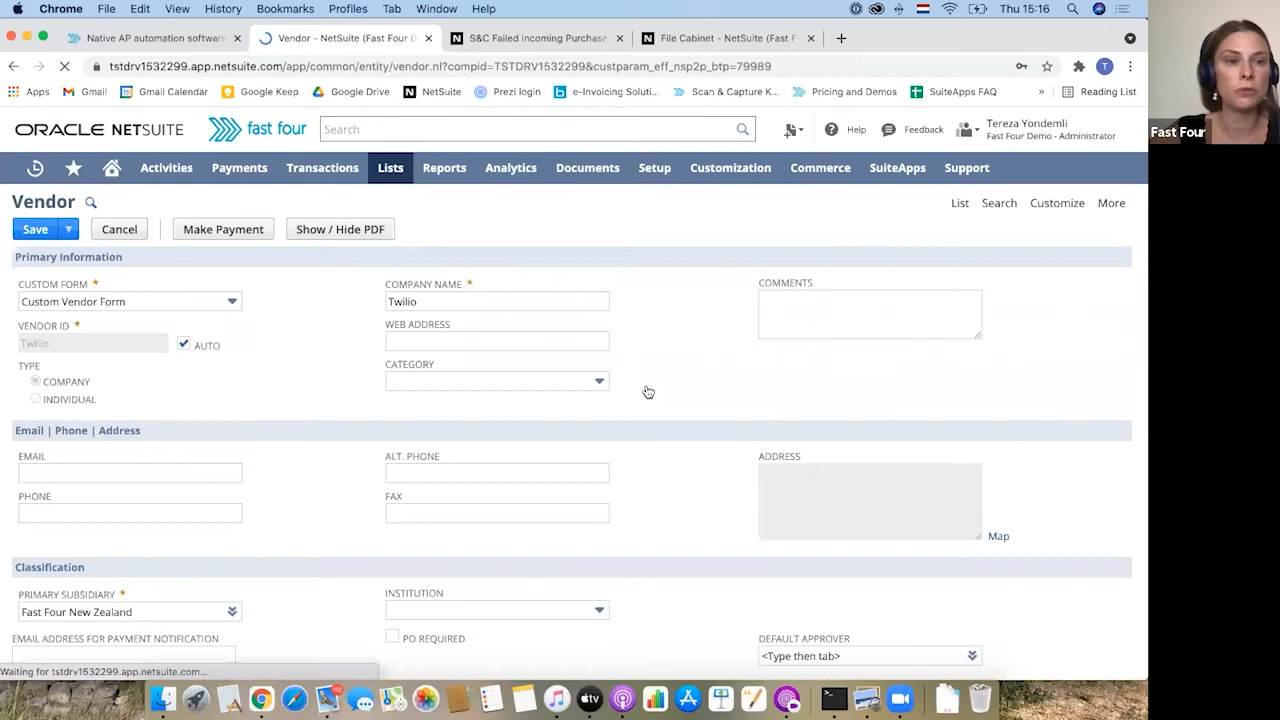 Chrome File Edit View History Bookmarks Profiles Tab Window Help Thu 15:16
Native AP automation software Vendor - NetSuite (Fast Four D S&C Failed Incoming Purchase File Cabinet - NetSuite (Fast F
tstdrv1532299.app.netsuite.com/app/common/entity/vendor.nl?compid=TSTDRV1532299&custparam_eff_nsp2p_btp=79989 T
Apps Gmail Google Calendar Google Keep Google Drive NetSuite Prezi login e-Invoicing Soluti... Scan & Capture K... Pricing and Demos SuiteApps FAQ » Reading List
ORACLE NETSUITE fast four Search Help Feedback Tereza Yondemli
Fast Four Demo - Administrator
Fast Four
Activities Payments Transactions Lists Reports Analytics Documents Setup Customization Commerce SuiteApps Support
Vendor List Search Customize More
Save Cancel Make Payment Show / Hide PDF
Primary Information
CUSTOM FORM * COMPANY NAME * COMMENTS
Custom Vendor Form Twilio
VENDOR ID * WEB ADDRESS
Twilio AUTO
TYPE CATEGORY
COMPANY
INDIVIDUAL
Email | Phone | Address
EMAIL ALT. PHONE ADDRESS
PHONE FAX
Map
Classification
PRIMARY SUBSIDIARY * INSTITUTION
Fast Four New Zealand
EMAIL ADDRESS FOR PAYMENT NOTIFICATION PO REQUIRED DEFAULT APPROVER
<Type then tab>
Waiting for tstdrv1532299.app.netsuite.com...